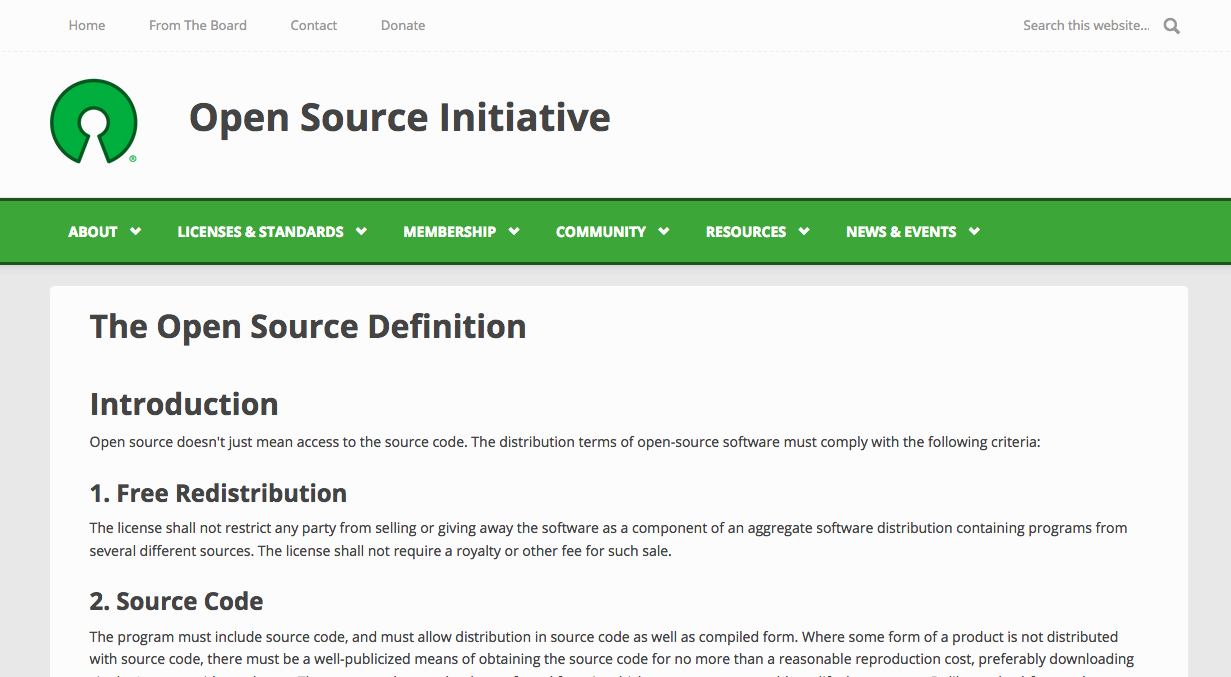 Home From The Board Contact Donate Search this website...
Open Source Initiative
®
ABOUT LICENSES & STANDARDS MEMBERSHIP COMMUNITY RESOURCES NEWS & EVENTS
The Open Source Definition
Introduction
Open source doesn't just mean access to the source code. The distribution terms of open-source software must comply with the following criteria:
1. Free Redistribution
The license shall not restrict any party from selling or giving away the software as a component of an aggregate software distribution containing programs from
several different sources. The license shall not require a royalty or other fee for such sale.
2. Source Code
The program must include source code, and must allow distribution in source code as well as compiled form. Where some form of a product is not distributed
with source code, there must be a well-publicized means of obtaining the source code for no more than a reasonable reproduction cost, preferably downloading